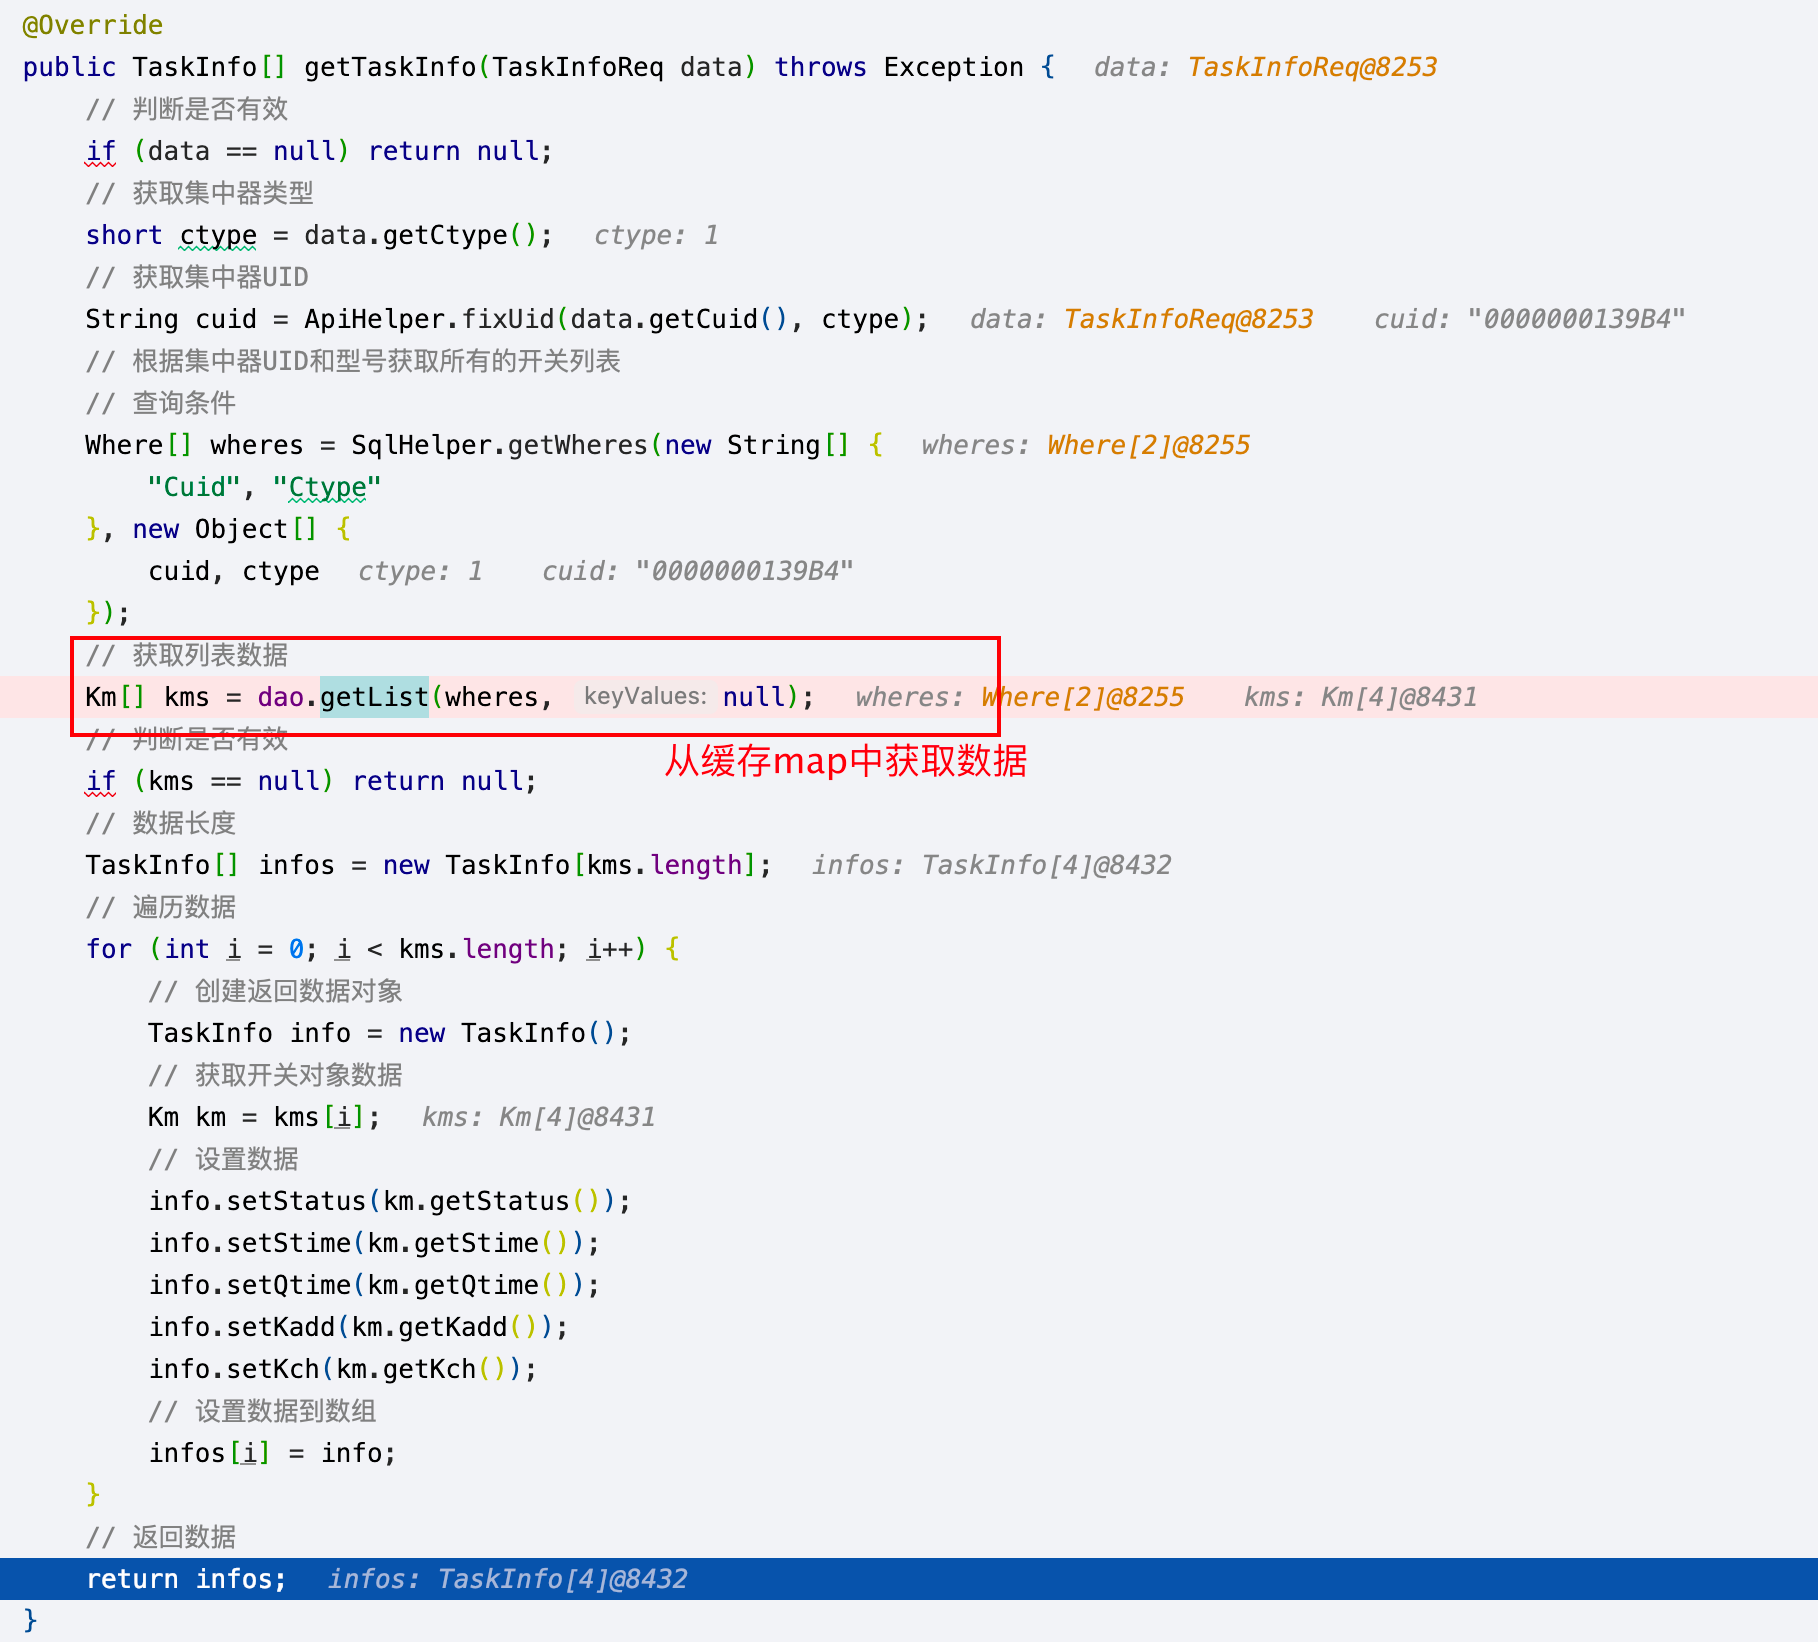 @Override
public TaskInfo[] getTaskInfo(TaskInfoReq data) throws Exception {   data: TaskInfoReq@8253
    // 判断是否有效
    if (data == null) return null;
    // 获取集中器类型
    short ctype = data.getCtype();   ctype: 1
    // 获取集中器UID
    String cuid = ApiHelper.fixUid(data.getCuid(), ctype);   data: TaskInfoReq@8253    cuid: "0000000139B4"
    // 根据集中器UID和型号获取所有的开关列表
    // 查询条件
    Where[] wheres = SqlHelper.getWheres(new String[] {   wheres: Where[2]@8255
        "Cuid", "Ctype"
    }, new Object[] {
        cuid, ctype   ctype: 1    cuid: "0000000139B4"
    });
    // 获取列表数据
    Km[] kms = dao.getList(wheres,  keyValues: null);   wheres: Where[2]@8255    kms: Km[4]@8431
    // 判断是否有效
从缓存map中获取数据
    if (kms == null) return null;
    // 数据长度
    TaskInfo[] infos = new TaskInfo[kms.length];   infos: TaskInfo[4]@8432
    // 遍历数据
    for (int i = 0; i < kms.length; i++) {
        // 创建返回数据对象
        TaskInfo info = new TaskInfo();
        // 获取开关对象数据
        Km km = kms[i];   kms: Km[4]@8431
        // 设置数据
        info.setStatus(km.getStatus());
        info.setStime(km.getStime());
        info.setQtime(km.getQtime());
        info.setKadd(km.getKadd());
        info.setKch(km.getKch());
        // 设置数据到数组
        infos[i] = info;
    }
    // 返回数据
    return infos;   infos: TaskInfo[4]@8432
}